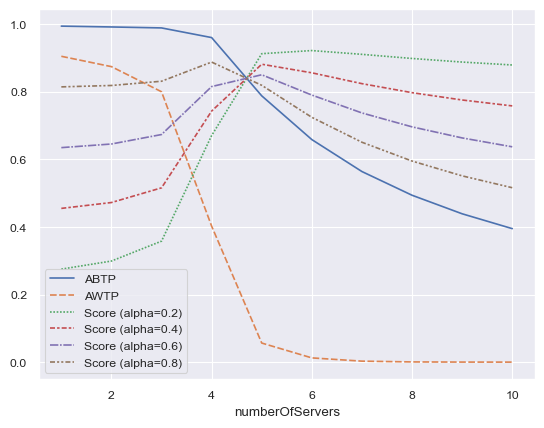 1.0
0.8
0.6
0.4
0.2
0.0
ABTP
AWTP
Score (alpha=0.2)
Score (alpha=0.4)
Score (alpha=0.6)
Score (alpha=0.8)
2 4 6 8 10
numberOfServers